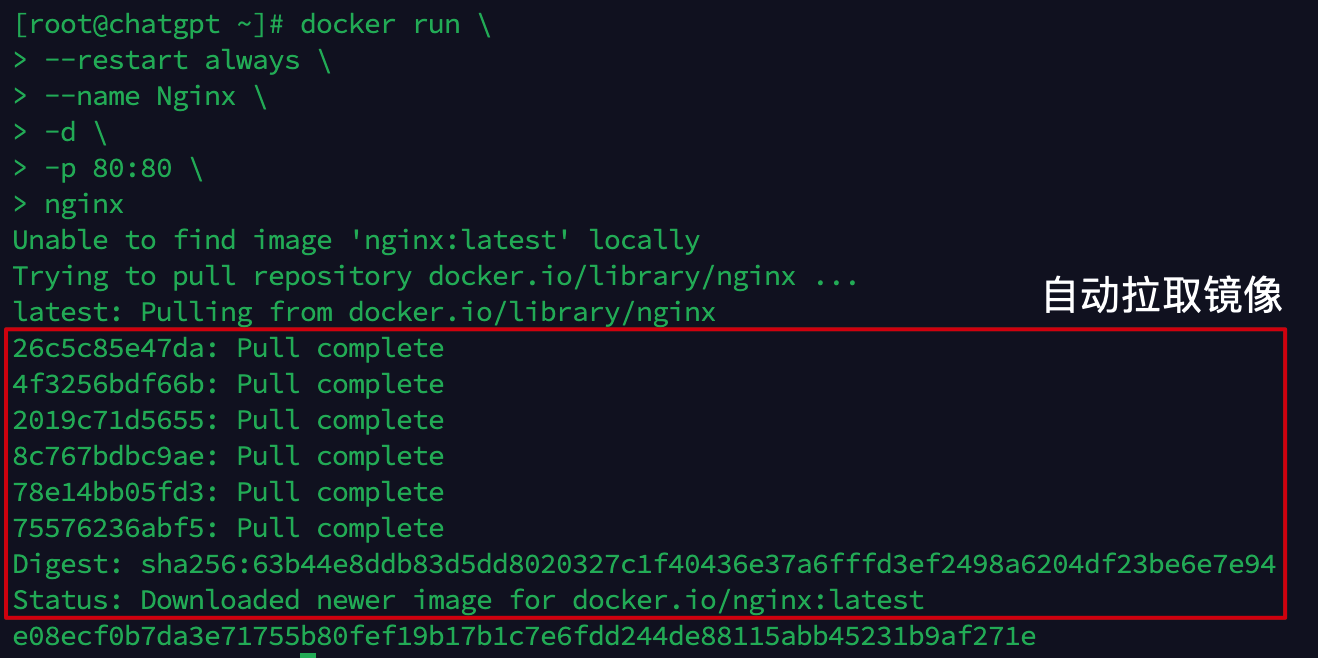 [root@chatgpt ~]# docker run \
> --restart always \
> --name Nginx \
> -d \
> -p 80:80 \
> nginx
Unable to find image 'nginx:latest' locally
Trying to pull repository docker.io/library/nginx ...
latest: Pulling from docker.io/library/nginx
自动拉取镜像
26c5c85e47da: Pull complete
4f3256bdf66b: Pull complete
2019c71d5655: Pull complete
8c767bdbc9ae: Pull complete
78e14bb05fd3: Pull complete
75576236abf5: Pull complete
Digest: sha256:63b44e8ddb83d5dd8020327c1f40436e37a6fffd3ef2498a6204df23be6e7e94
Status: Downloaded newer image for docker.io/nginx:latest
e08ecf0b7da3e71755b80fef19b17b1c7e6fdd244de88115abb45231b9af271e